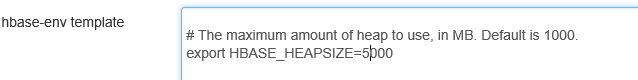 hbase-env template
# The maximum amount of heap to use, in MB. Default is 1000.
export HBASE_HEAPSIZE=5000